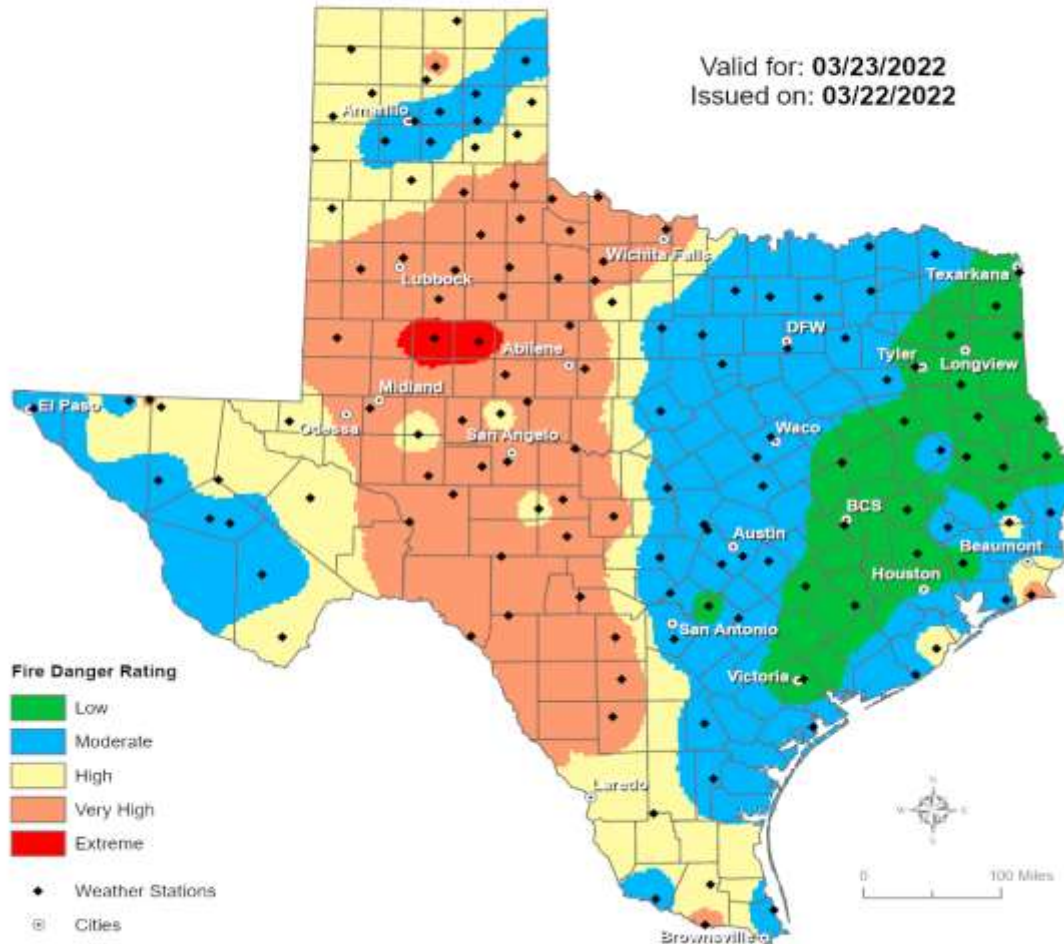 Valid for: 03/23/2022
Issued on: 03/22/2022
Amarillo
Wichita Falls
Lubbock
Texarkana
DFW
Abilene
Tyler
Longview
Midland
El Paso
Odessa
San Angelo
Waco
BCS
Austin
Beaumont
Houston
San Antonio
Victoria
Laredo
Brownsville
Fire Danger Rating
Low
Moderate
High
Very High
Extreme
Weather Stations
Cities
N
W E
S
0 100 Miles